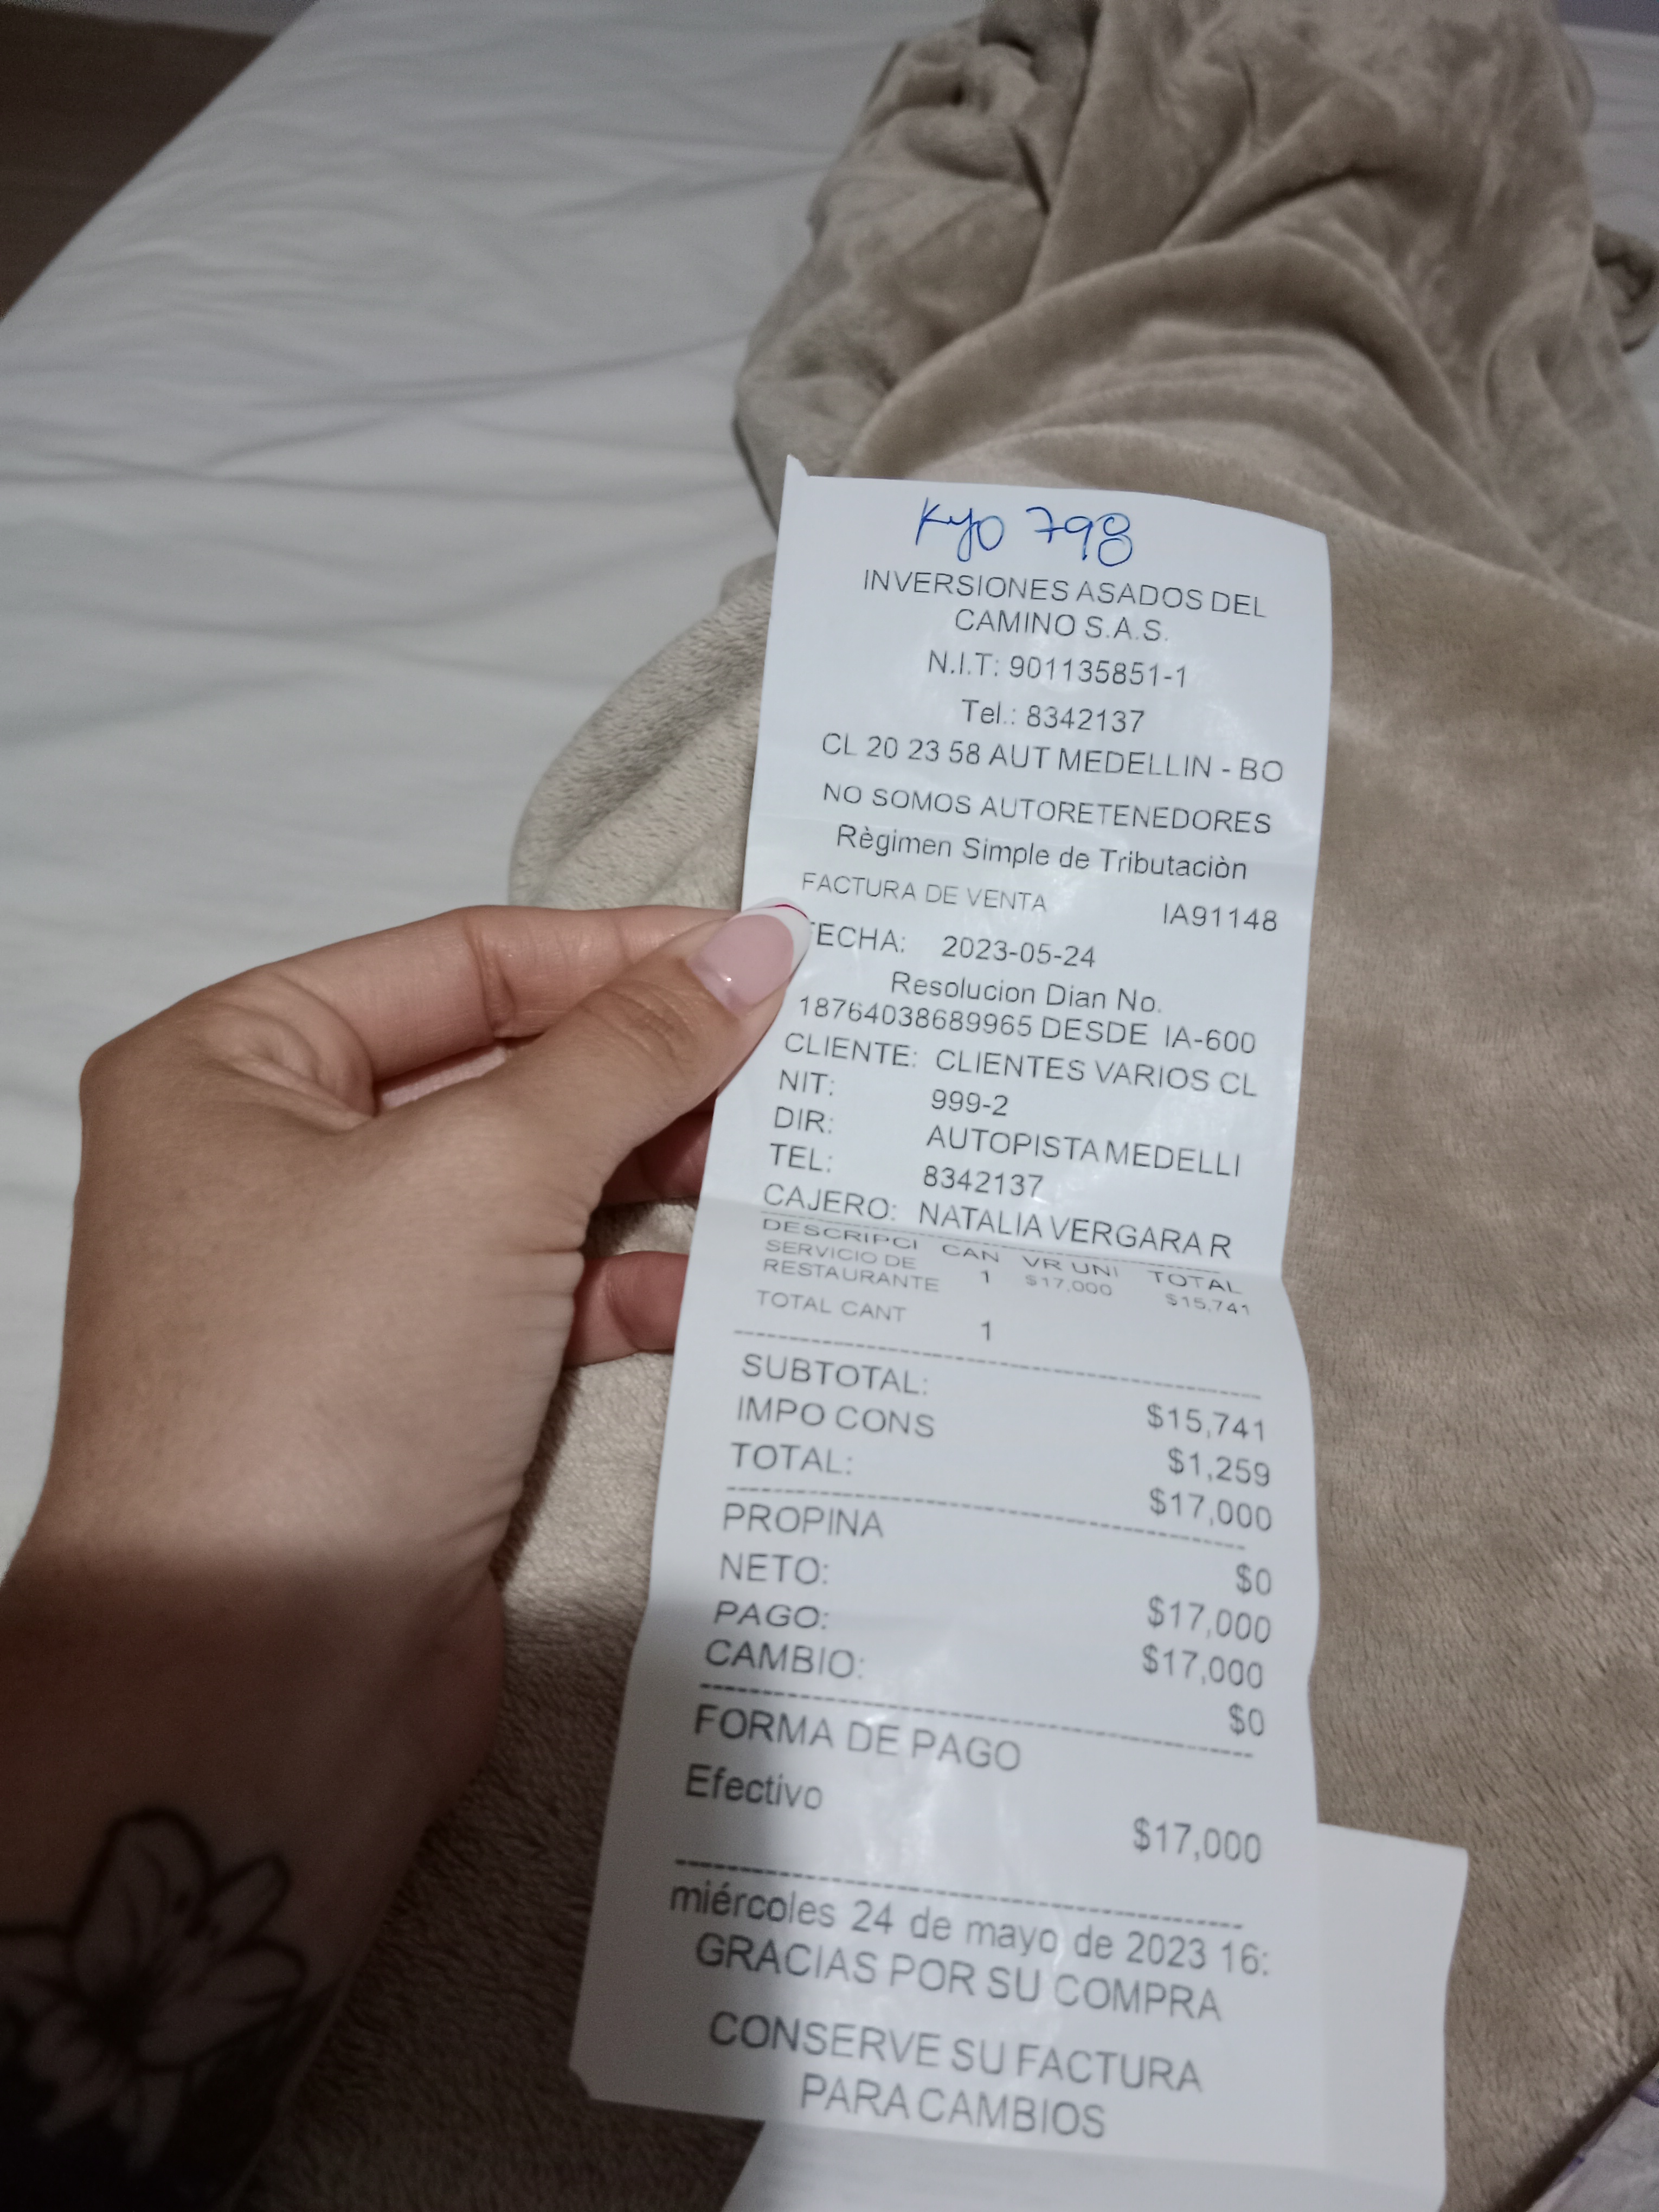 Kyo 798
INVERSIONES ASADOS DEL
CAMINO S.A.S.
N.I.T: 901135851-1
Tel.: 8342137
CL 20 23 58 AUT MEDELLIN - BO
NO SOMOS AUTORETENEDORES
Règimen Simple de Tributaciòn
FACTURA DE VENTA IA91148
FECHA: 2023-05-24
Resolucion Dian No.
18764038689965 DESDE IA-600
CLIENTE: CLIENTES VARIOS CL
NIT: 999-2
DIR: AUTOPISTA MEDELLI
TEL: 8342137
CAJERO: NATALIA VERGARA R
DESCRIPCI CAN VR UNI TOTAL
SERVICIO DE
RESTAURANTE 1 $17,000 $15,741
TOTAL CANT 1
SUBTOTAL: $15,741
IMPO CONS $1,259
TOTAL: $17,000
PROPINA $0
NETO: $17,000
PAGO: $17,000
CAMBIO: $0
FORMA DE PAGO
Efectivo $17,000
miércoles 24 de mayo de 2023 16:
GRACIAS POR SU COMPRA
CONSERVE SU FACTURA
PARA CAMBIOS